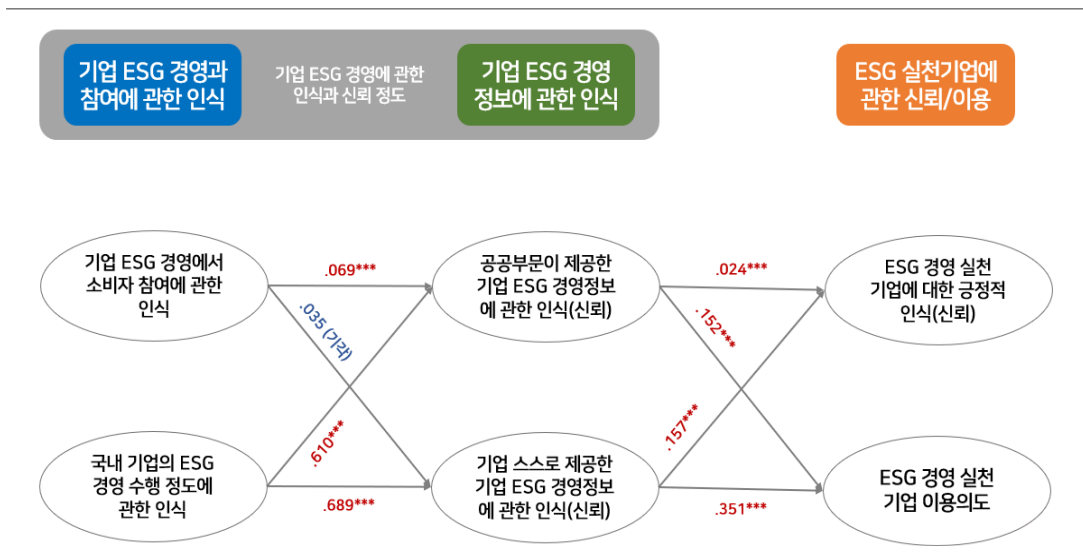 기업 ESG 경영과
참여에 관한 인식
기업 ESG 경영에 관한
인식과 신뢰 정도
기업 ESG 경영
정보에 관한 인식
ESG 실천기업에
관한 신뢰/이용
기업 ESG 경영에서
소비자 참여에 관한
인식
.069***
공공부문이 제공한
기업 ESG 경영정보
에 관한 인식(신뢰)
.024***
ESG 경영 실천
기업에 대한 긍정적
인식(신뢰)
.035 (기각)
.152***
.610***
.157***
국내 기업의 ESG
경영 수행 정도에
관한 인식
.689***
기업 스스로 제공한
기업 ESG 경영정보
에 관한 인식(신뢰)
.351***
ESG 경영 실천
기업 이용의도